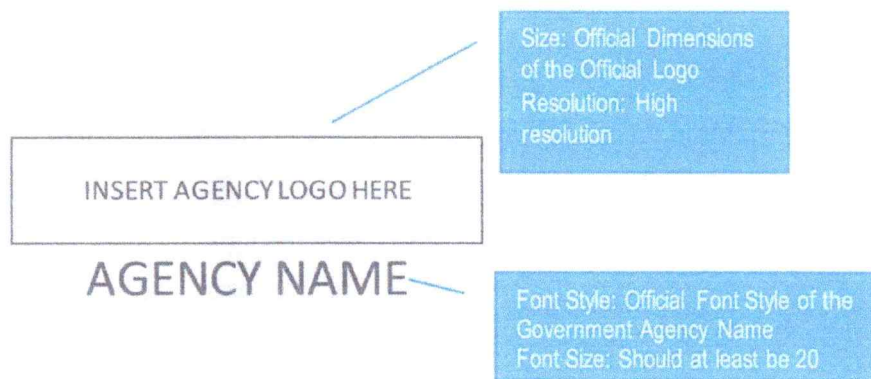 Size: Official Dimensions
of the Official Logo
Resolution: High
resolution
INSERT AGENCY LOGO HERE
AGENCY NAME
Font Style: Official Font Style of the
Government Agency Name
Font Size: Should at least be 20